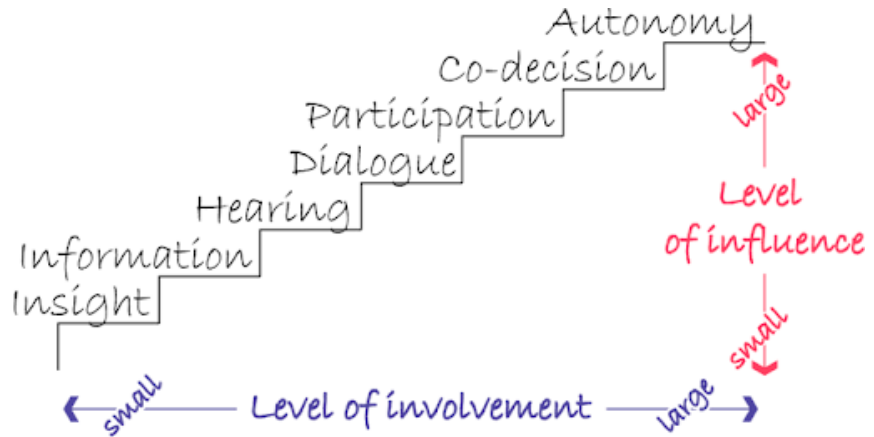 Autonomy
Co-decision
Participation
Dialogue
Hearing
Information
Insight
large
Level
of influence
small
small
Level of involvement
large